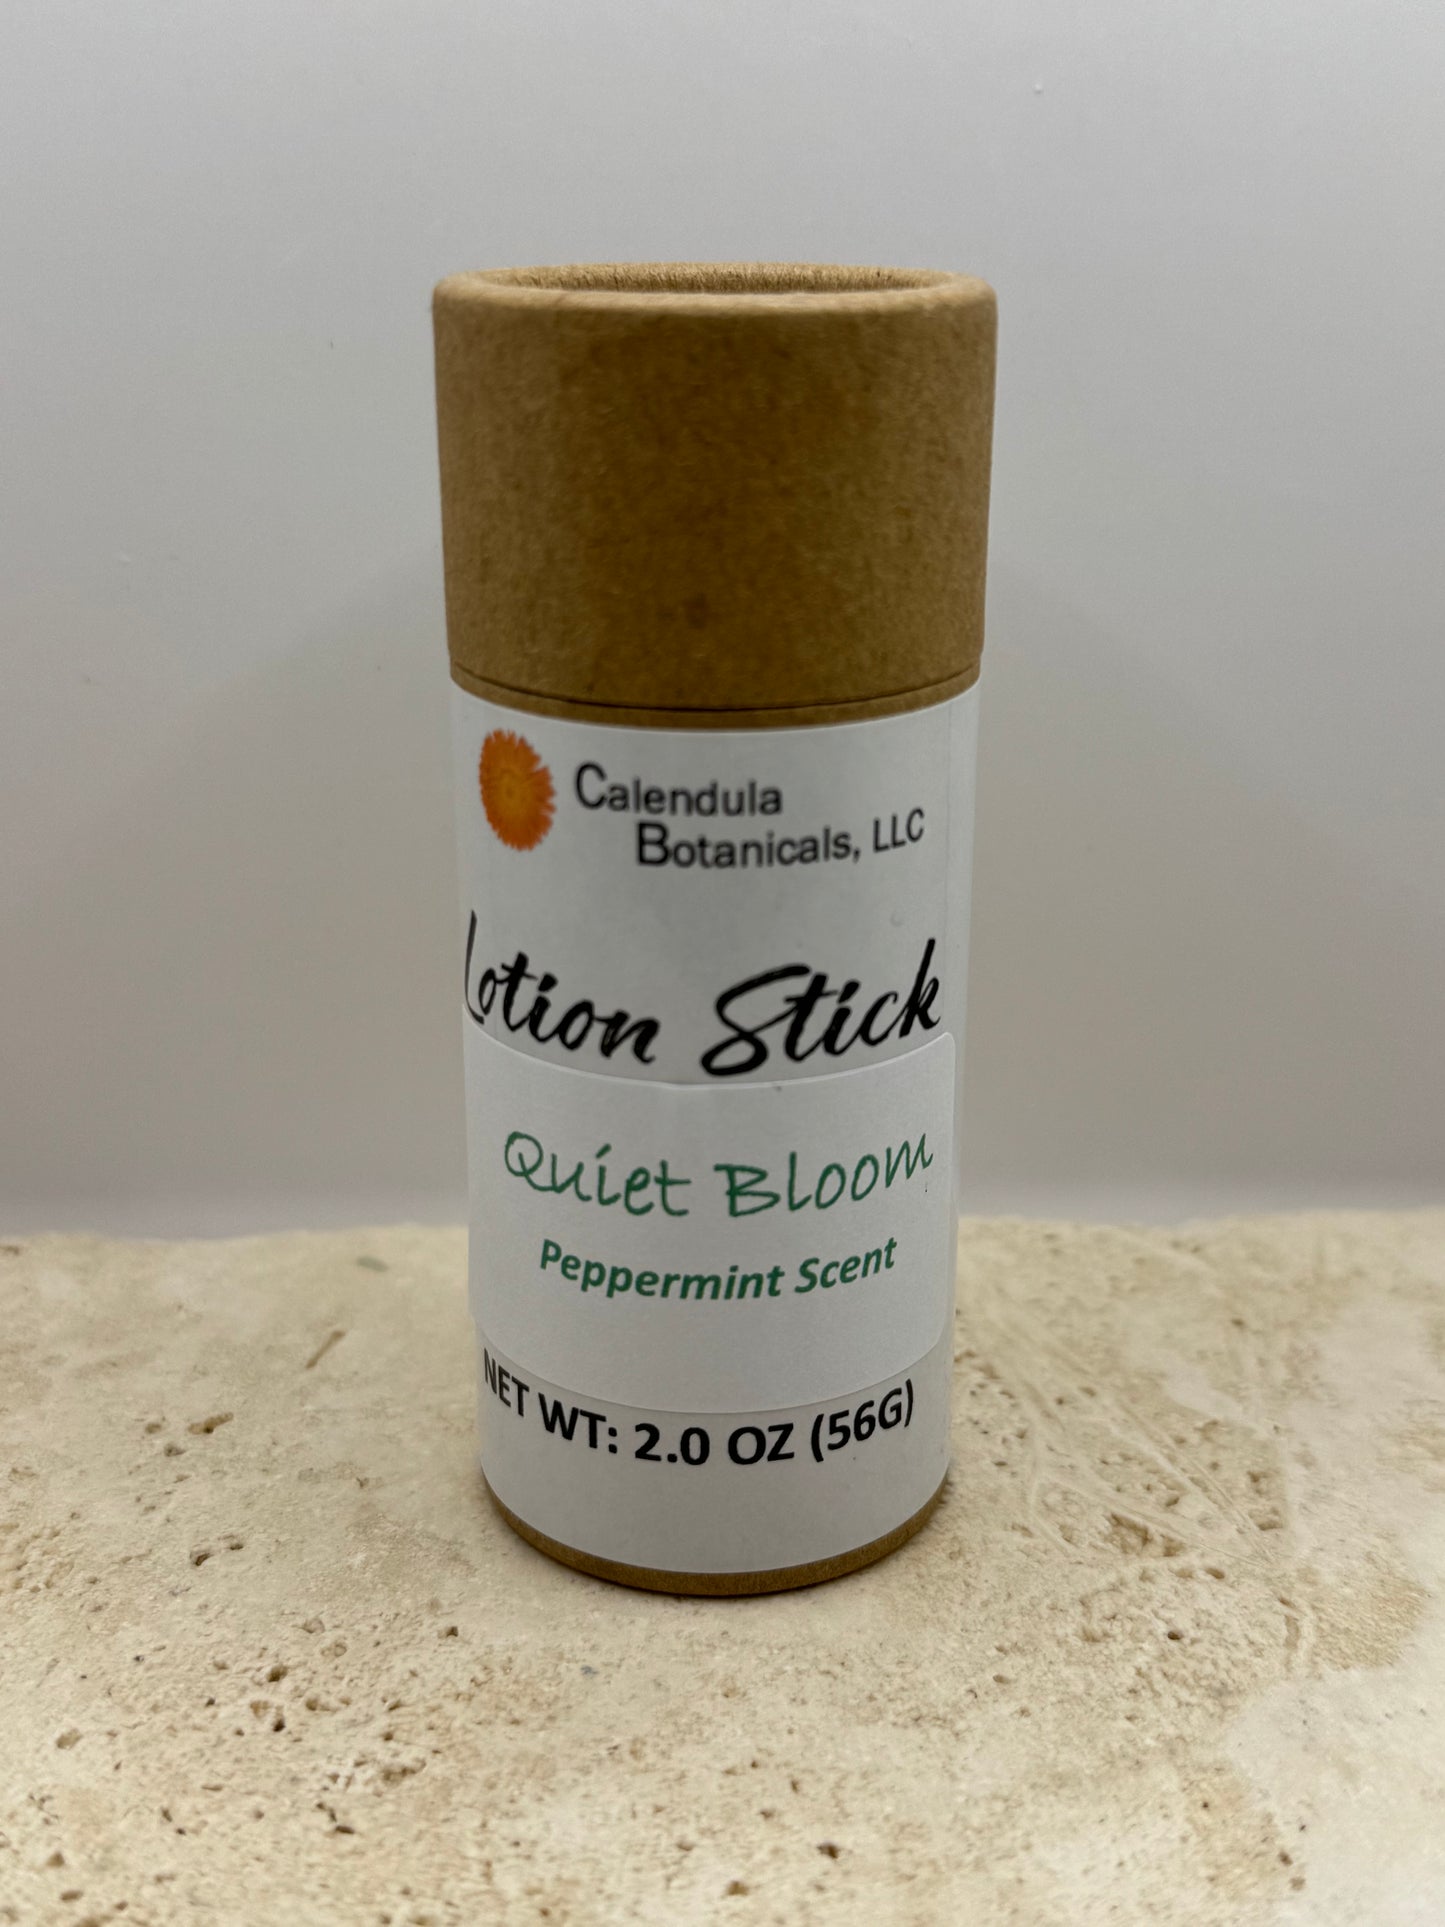 Calendula
Botanicals, LLC
Lotion Stick
Quiet Bloom
Peppermint Scent
NET WT: 2.0 OZ (56G)